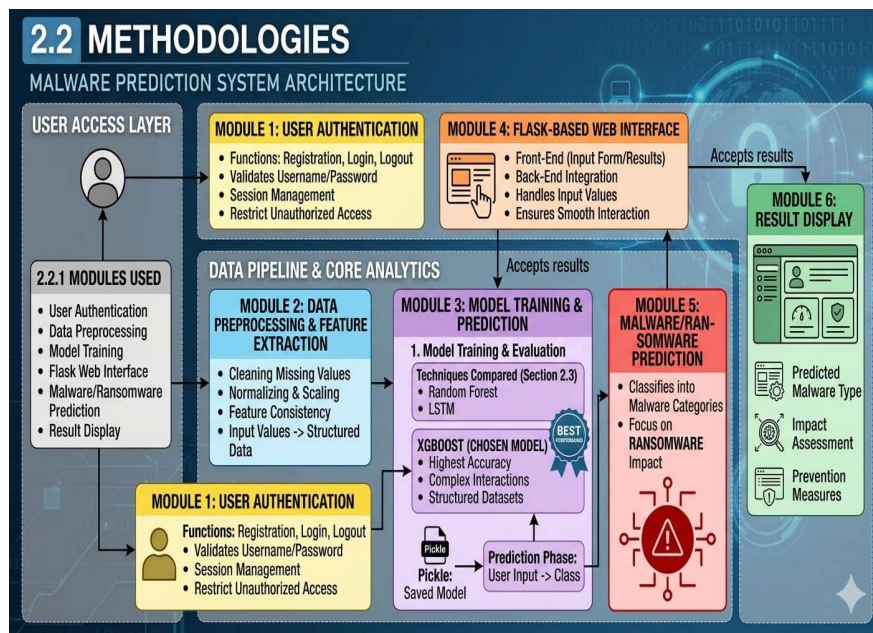 2.2 METHODOLOGIES
MALWARE PREDICTION SYSTEM ARCHITECTURE
USER ACCESS LAYER
2.2.1 MODULES USED
• User Authentication
• Data Preprocessing
• Model Training
• Flask Web Interface
• Malware/Ransomware
Prediction
• Result Display
MODULE 1: USER AUTHENTICATION
• Functions: Registration, Login, Logout
• Validates Username/Password
• Session Management
• Restrict Unauthorized Access
MODULE 4: FLASK-BASED WEB INTERFACE
• Front-End (Input Form/Results)
• Back-End Integration
• Handles Input Values
• Ensures Smooth Interaction
Accepts results
MODULE 6:
RESULT DISPLAY
Predicted
Malware Type
Impact
Assessment
Prevention
Measures
DATA PIPELINE & CORE ANALYTICS
Accepts results
MODULE 2: DATA
PREPROCESSING & FEATURE
EXTRACTION
• Cleaning Missing Values
• Normalizing & Scaling
• Feature Consistency
• Input Values -> Structured
Data
MODULE 3: MODEL TRAINING &
PREDICTION
1. Model Training & Evaluation
Techniques Compared (Section 2.3)
• Random Forest
• LSTM
BEST
XGBOOST (CHOSEN MODEL)
• Highest Accuracy
• Complex Interactions
• Structured Datasets
Pickle
Pickle:
Saved Model
Prediction Phase:
User Input -> Class
MODULE 5:
MALWARE/RAN-
SOMWARE
PREDICTION
• Classifies into
Malware Categories
• Focus on
RANSOMWARE
Impact
MODULE 1: USER AUTHENTICATION
Functions: Registration, Login, Logout
• Validates Username/Password
• Session Management
• Restrict Unauthorized Access